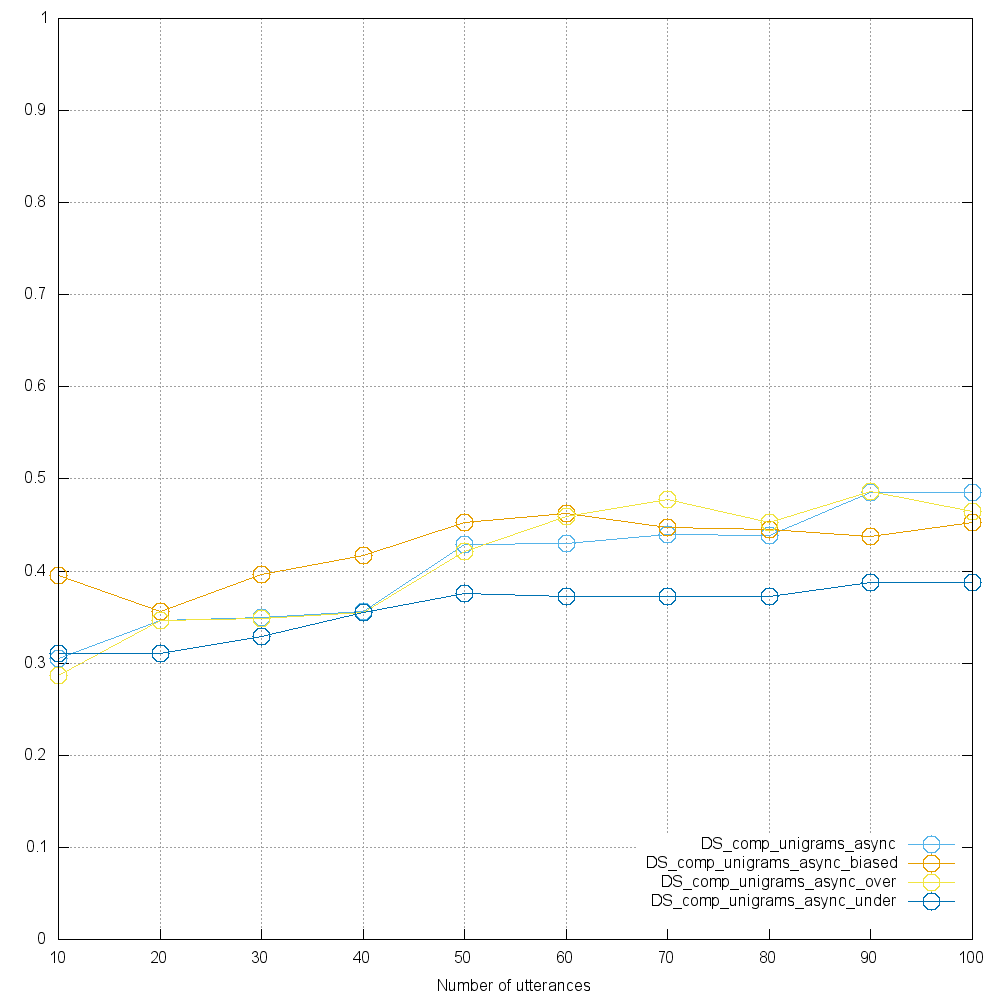 1
0.9
0.8
0.7
0.6
0.5
0.4
0.3
0.2
0.1
0
10 20 30 40 50 60 70 80 90 100
Number of utterances
DS_comp_unigrams_async
DS_comp_unigrams_async_biased
DS_comp_unigrams_async_over
DS_comp_unigrams_async_under